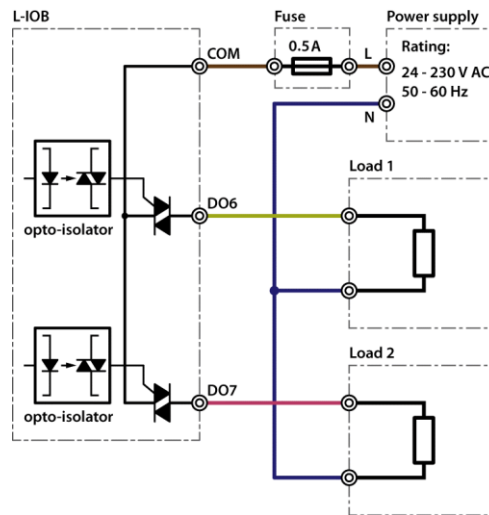 L-IOB
Fuse
Power supply
COM
0.5 A
L
Rating:
24 - 230 V AC
50 - 60 Hz
N
Load 1
DO6
opto-isolator
Load 2
DO7
opto-isolator